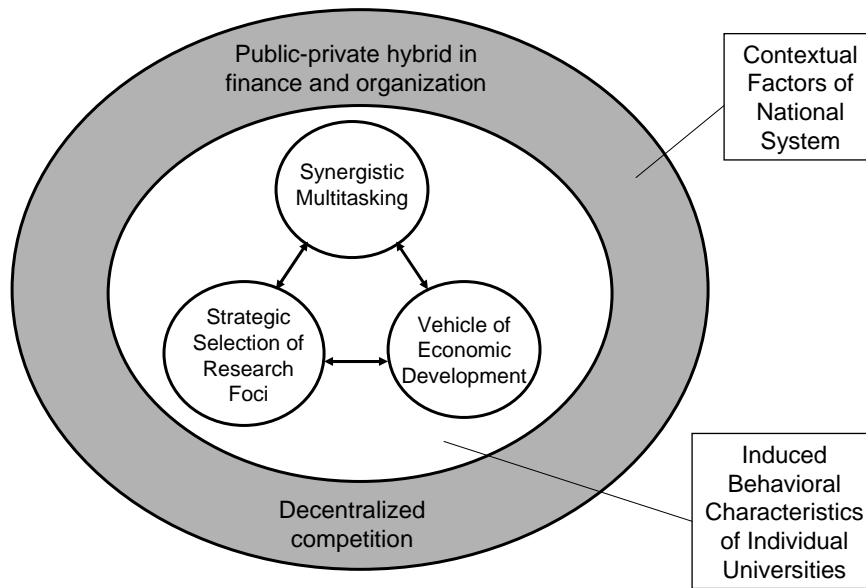 Public-private hybrid in
finance and organization
Contextual
Factors of
National
System
Synergistic
Multitasking
Strategic
Selection of
Research
Foci
Vehicle of
Economic
Development
Decentralized
competition
Induced
Behavioral
Characteristics
of Individual
Universities